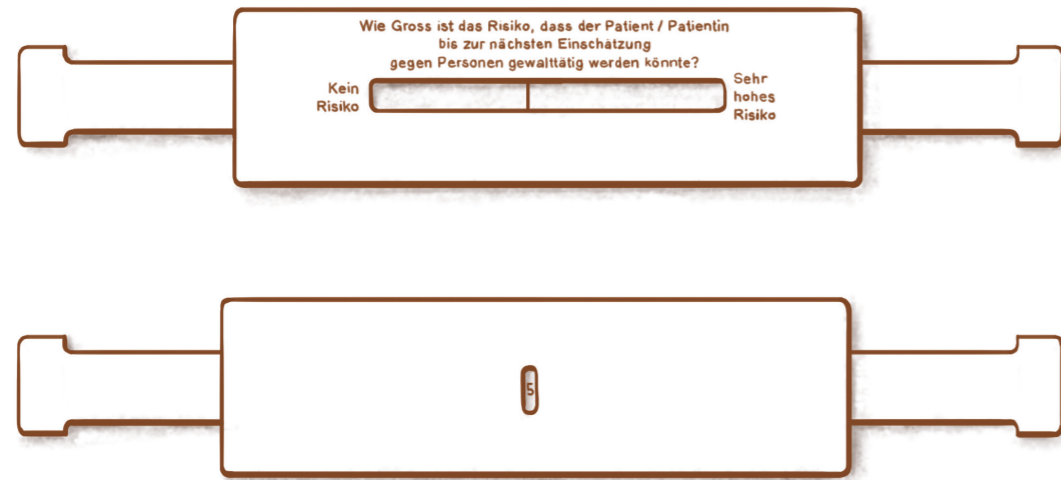 Wie Gross ist das Risiko, dass der Patient / Patientin
bis zur nächsten Einschätzung
gegen Personen gewalttätig werden könnte?
Kein
Risiko
Sehr
hohes
Risiko
5